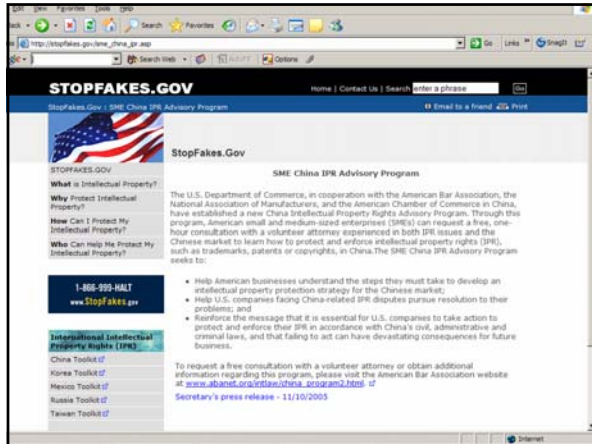 Edit View Favorites Tools Help
Back Search Favorites
http://stopfakes.gov/sme_china_ipr.asp Go Links » SnagIt
Search Web Options
STOPFAKES.GOV
Home | Contact Us | Search enter a phrase Go
StopFakes.Gov : SME China IPR Advisory Program
Email to a friend Print
StopFakes.Gov
STOPFAKES.GOV
What is Intellectual Property?
Why Protect Intellectual
Property?
How Can I Protect My
Intellectual Property?
Who Can Help Me Protect My
Intellectual Property?
1-866-999-HALT
www.StopFakes.gov
International Intellectual
Property Rights (IPR)
China Toolkit
Korea Toolkit
Mexico Toolkit
Russia Toolkit
Taiwan Toolkit
SME China IPR Advisory Program
The U.S. Department of Commerce, in cooperation with the American Bar Association, the
National Association of Manufacturers, and the American Chamber of Commerce in China,
have established a new China Intellectual Property Rights Advisory Program. Through this
program, American small and medium-sized enterprises (SMEs) can request a free, one-
hour consultation with a volunteer attorney experienced in both IPR issues and the
Chinese market to learn how to protect and enforce intellectual property rights (IPR),
such as trademarks, patents or copyrights, in China.The SME China IPR Advisory Program
seeks to:
• Help American businesses understand the steps they must take to develop an
intellectual property protection strategy for the Chinese market;
• Help U.S. companies facing China-related IPR disputes pursue resolution to their
problems; and
• Reinforce the message that it is essential for U.S. companies to take action to
protect and enforce their IPR in accordance with China's civil, administrative and
criminal laws, and that failing to act can have devastating consequences for future
business.
To request a free consultation with a volunteer attorney or obtain additional
information regarding this program, please visit the American Bar Association website
at www.abanet.org/intlaw/china_program2.html.
Secretary's press release - 11/10/2005
Internet